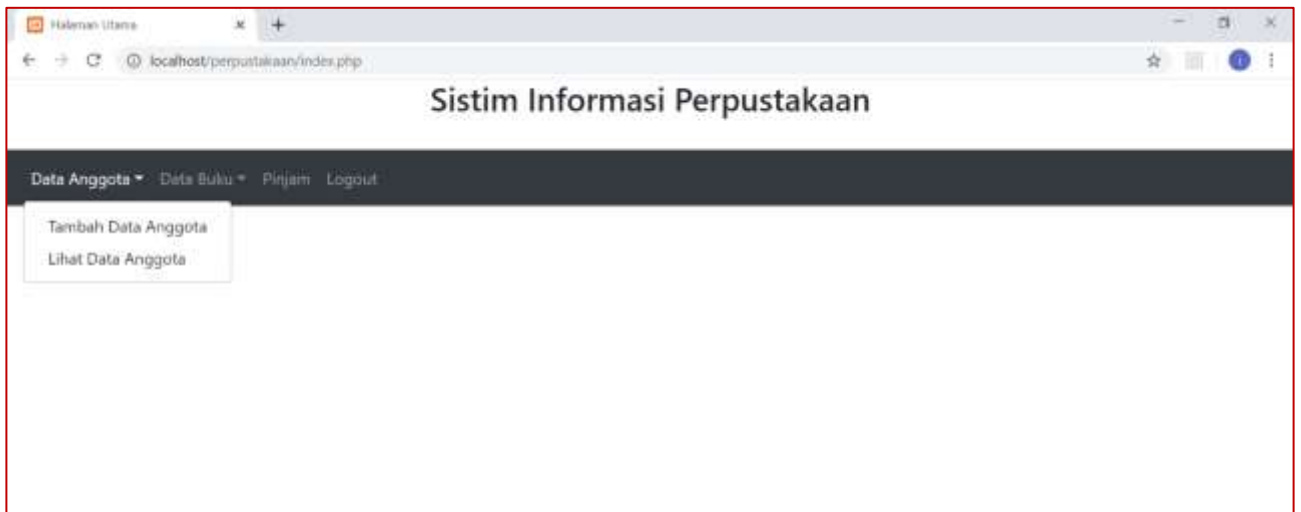 Halaman Utama
localhost/perpustakaan/index.php
Sistim Informasi Perpustakaan
Data Anggota Data Buku Pinjam Logout
Tambah Data Anggota
Lihat Data Anggota